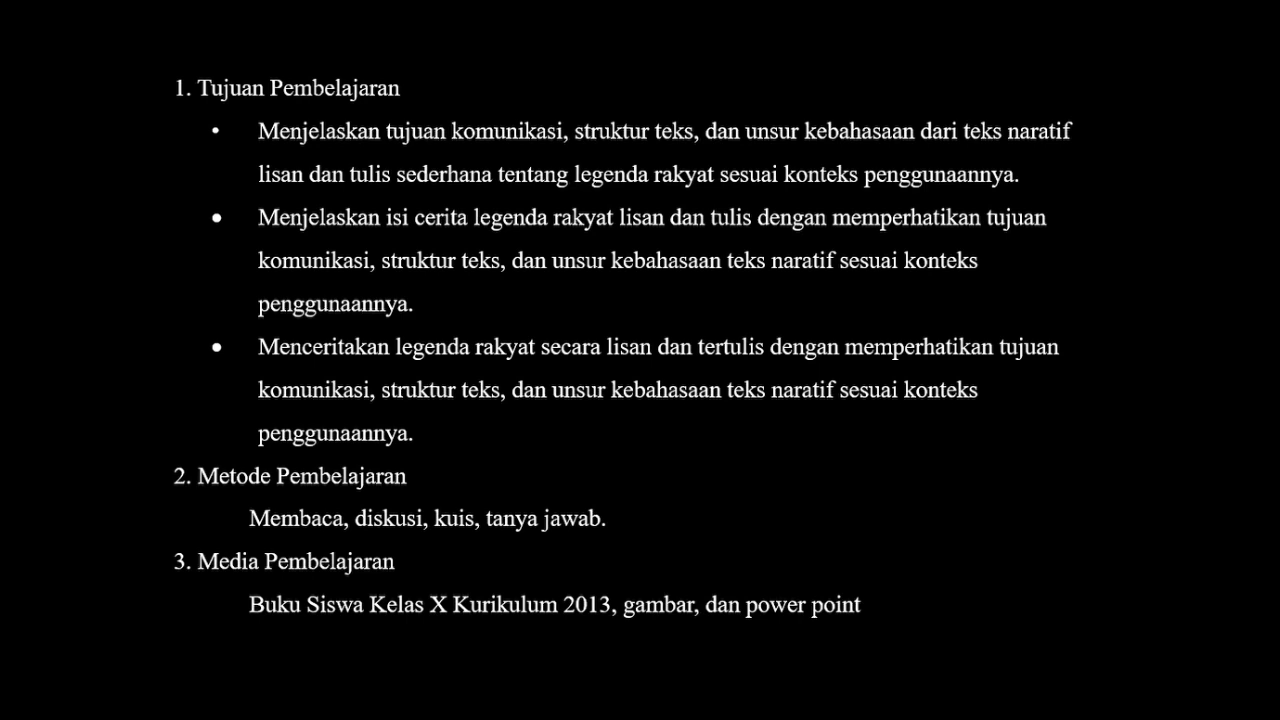 1. Tujuan Pembelajaran
• Menjelaskan tujuan komunikasi, struktur teks, dan unsur kebahasaan dari teks naratif
lisan dan tulis sederhana tentang legenda rakyat sesuai konteks penggunaannya.
• Menjelaskan isi cerita legenda rakyat lisan dan tulis dengan memperhatikan tujuan
komunikasi, struktur teks, dan unsur kebahasaan teks naratif sesuai konteks
penggunaannya.
• Menceritakan legenda rakyat secara lisan dan tertulis dengan memperhatikan tujuan
komunikasi, struktur teks, dan unsur kebahasaan teks naratif sesuai konteks
penggunaannya.
2. Metode Pembelajaran
Membaca, diskusi, kuis, tanya jawab.
3. Media Pembelajaran
Buku Siswa Kelas X Kurikulum 2013, gambar, dan power point